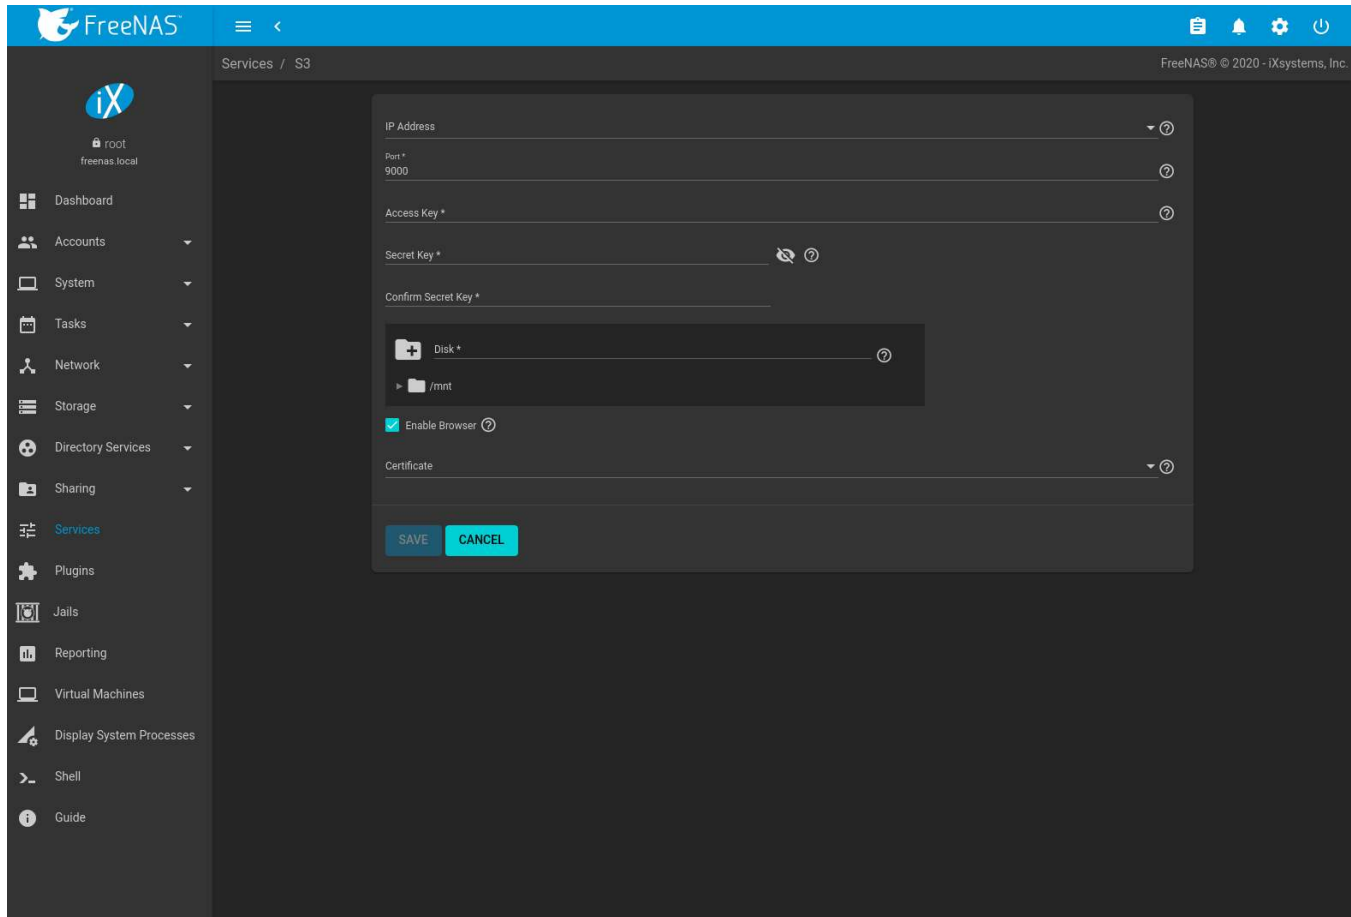 FreeNAS™
Services / S3
FreeNAS® © 2020 - iXsystems, Inc.
iX
root
freenas.local
Dashboard
Accounts
System
Tasks
Network
Storage
Directory Services
Sharing
Services
Plugins
Jails
Reporting
Virtual Machines
Display System Processes
Shell
Guide
IP Address
Port *
9000
Access Key *
Secret Key *
Confirm Secret Key *
Disk *
/mnt
Enable Browser
Certificate
SAVE
CANCEL